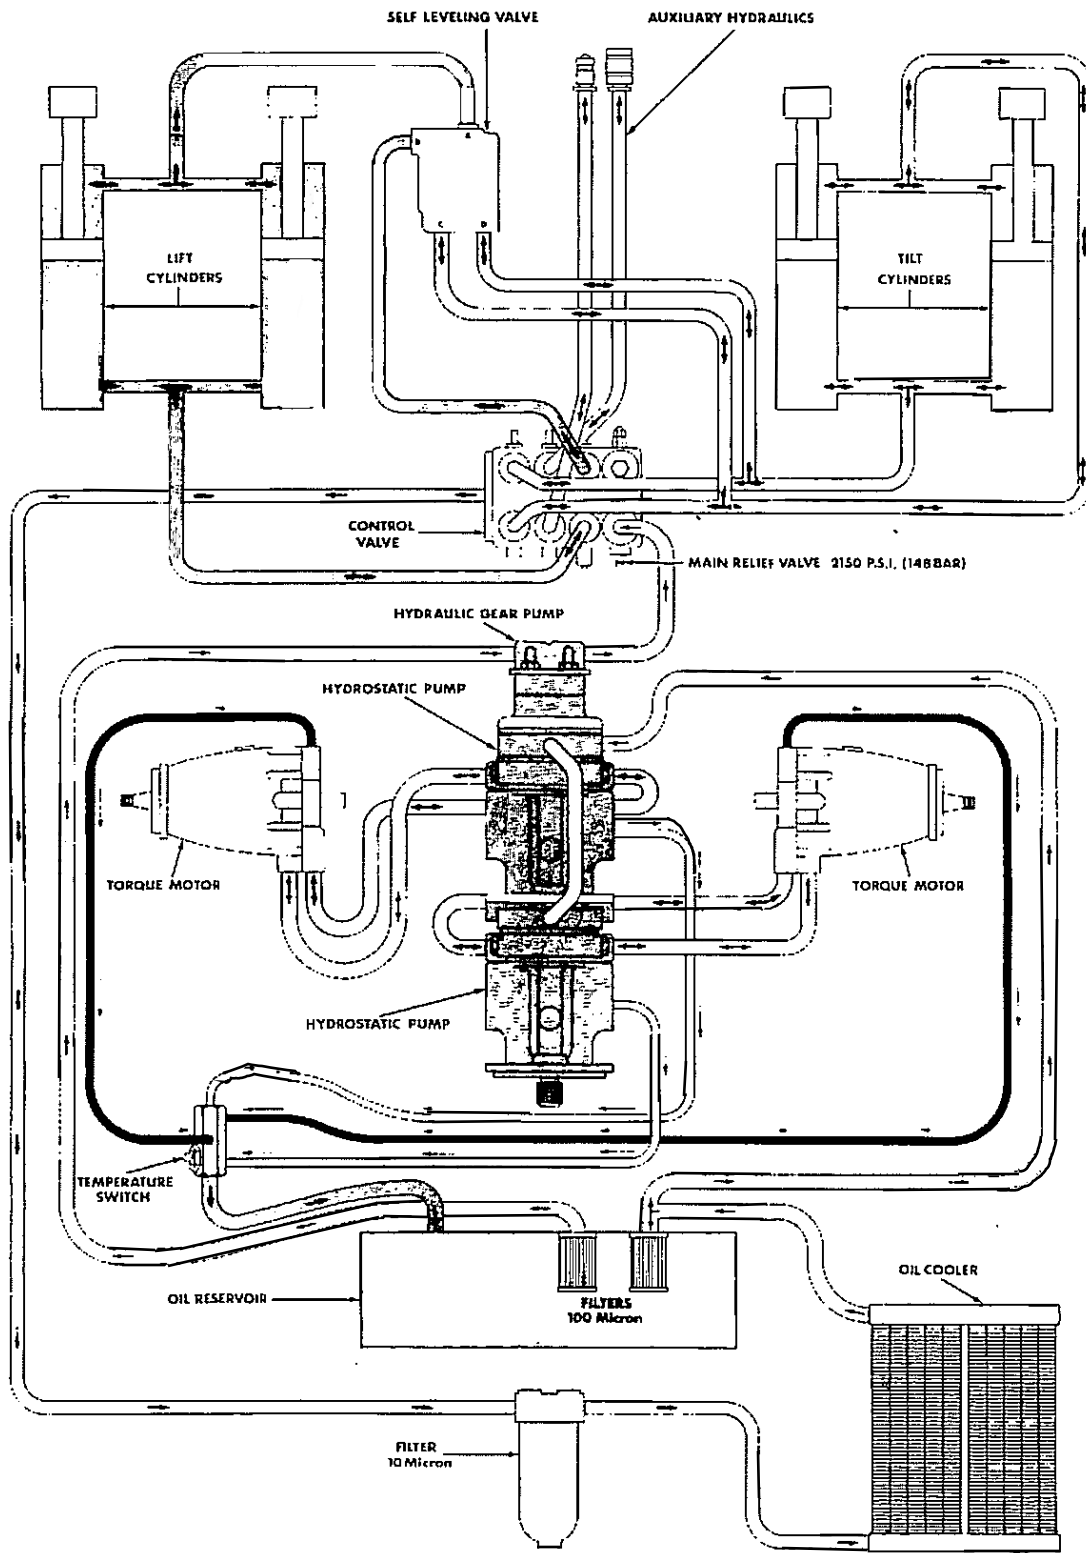 SELF LEVELING VALVE
AUXILIARY HYDRAULICS
B
A
C
D
LIFT
CYLINDERS
TILT
CYLINDERS
CONTROL
VALVE
MAIN RELIEF VALVE 2150 P.S.I. (148 BAR)
HYDRAULIC GEAR PUMP
HYDROSTATIC PUMP
TORQUE MOTOR
TORQUE MOTOR
HYDROSTATIC PUMP
TEMPERATURE
SWITCH
OIL COOLER
OIL RESERVOIR
FILTERS
100 Micron
FILTER
10 Micron